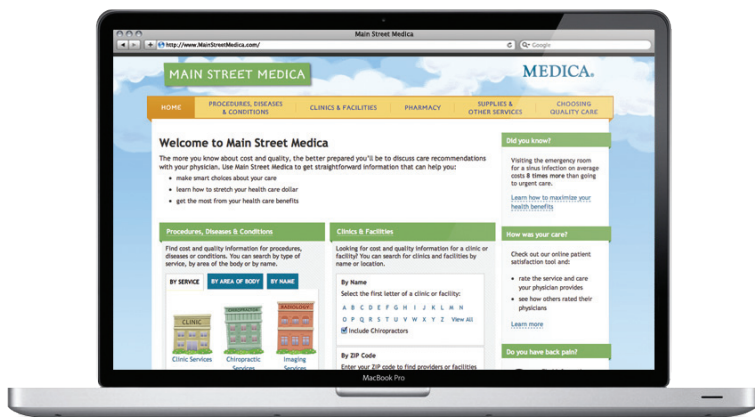 Main Street Medica
http://www.MainStreetMedica.com/
Google
MAIN STREET MEDICA
MEDICA.
HOME
PROCEDURES, DISEASES
& CONDITIONS
CLINICS & FACILITIES
PHARMACY
SUPPLIES &
OTHER SERVICES
CHOOSING
QUALITY CARE
Welcome to Main Street Medica
The more you know about cost and quality, the better prepared you'll be to discuss care recommendations
with your physician. Use Main Street Medica to get straightforward information that can help you:
• make smart choices about your care
• learn how to stretch your health care dollar
• get the most from your health care benefits
Procedures, Diseases & Conditions
Find cost and quality information for procedures,
diseases or conditions. You can search by type of
service, by area of the body or by name.
BY SERVICE
BY AREA OF BODY
BY NAME
CLINIC
CHIROPRACTOR
RADIOLOGY
Clinic Services
Chiropractic
Services
Imaging
Services
Clinics & Facilities
Looking for cost and quality information for a clinic or
facility? You can search for clinics and facilities by
name or location.
By Name
Select the first letter of a clinic or facility:
A B C D E F G H I J K L M N
O P Q R S T U V W X Y Z View All
Include Chiropractors
By ZIP Code
Enter your ZIP code to find providers or facilities
Did you know?
Visiting the emergency room
for a sinus infection on average
costs 8 times more than going
to urgent care.
Learn how to maximize your
health benefits
How was your care?
Check out our online patient
satisfaction tool and:
• rate the service and care
your physician provides
• see how others rated their
physicians
Learn more
Do you have back pain?
MacBook Pro